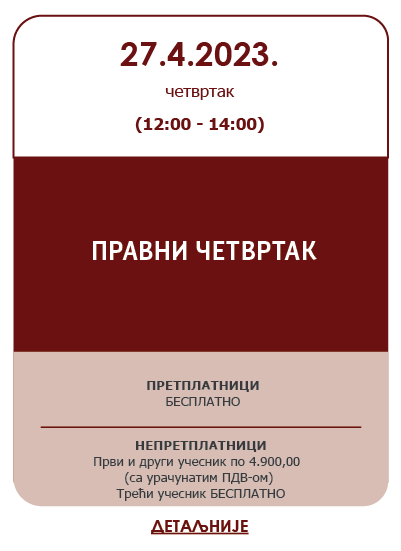 27.4.2023.
четвртак
(12:00 - 14:00)
ПРАВНИ ЧЕТВРТАК
ПРЕТПЛАТНИЦИ
БЕСПЛАТНО
НЕПРЕТПЛАТНИЦИ
Први и други учесник по 4.900,00
(са урачунатим ПДВ-ом)
Трећи учесник БЕСПЛАТНО
ДЕТАЉНИЈЕ